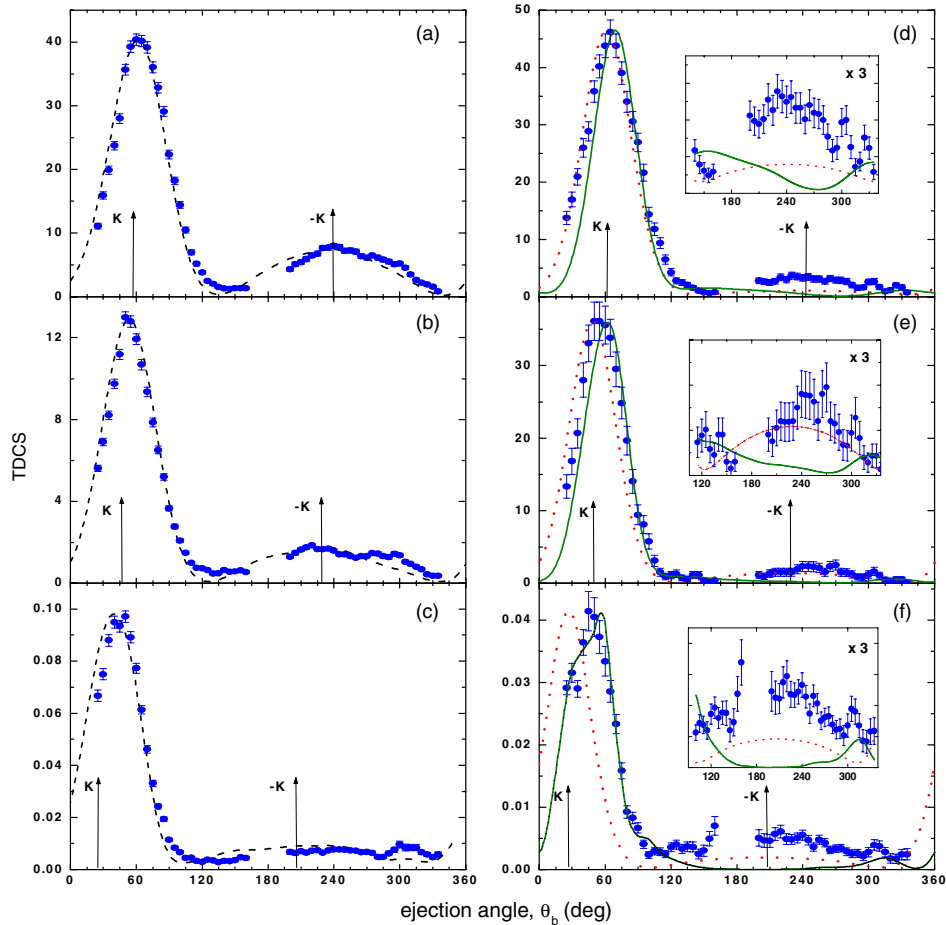 (a)
40
30
20
10
0
K
-K
(b)
12
8
4
0
K
-K
TDCS
(c)
0.10
0.08
0.06
0.04
0.02
0.00
K
-K
0 60 120 180 240 300 360
(d)
50
40
30
20
10
0
K
-K
x 3
180 240 300
(e)
30
20
10
0
K
-K
x 3
120 180 240 300
(f)
0.04
0.03
0.02
0.01
0.00
K
-K
x 3
120 180 240 300
0 60 120 180 240 300 360
ejection angle, θb (deg)